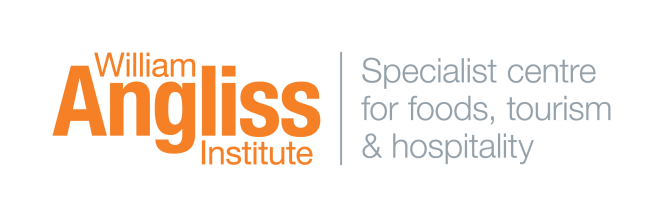 William
Angliss
Institute
Specialist centre
for foods, tourism
& hospitality